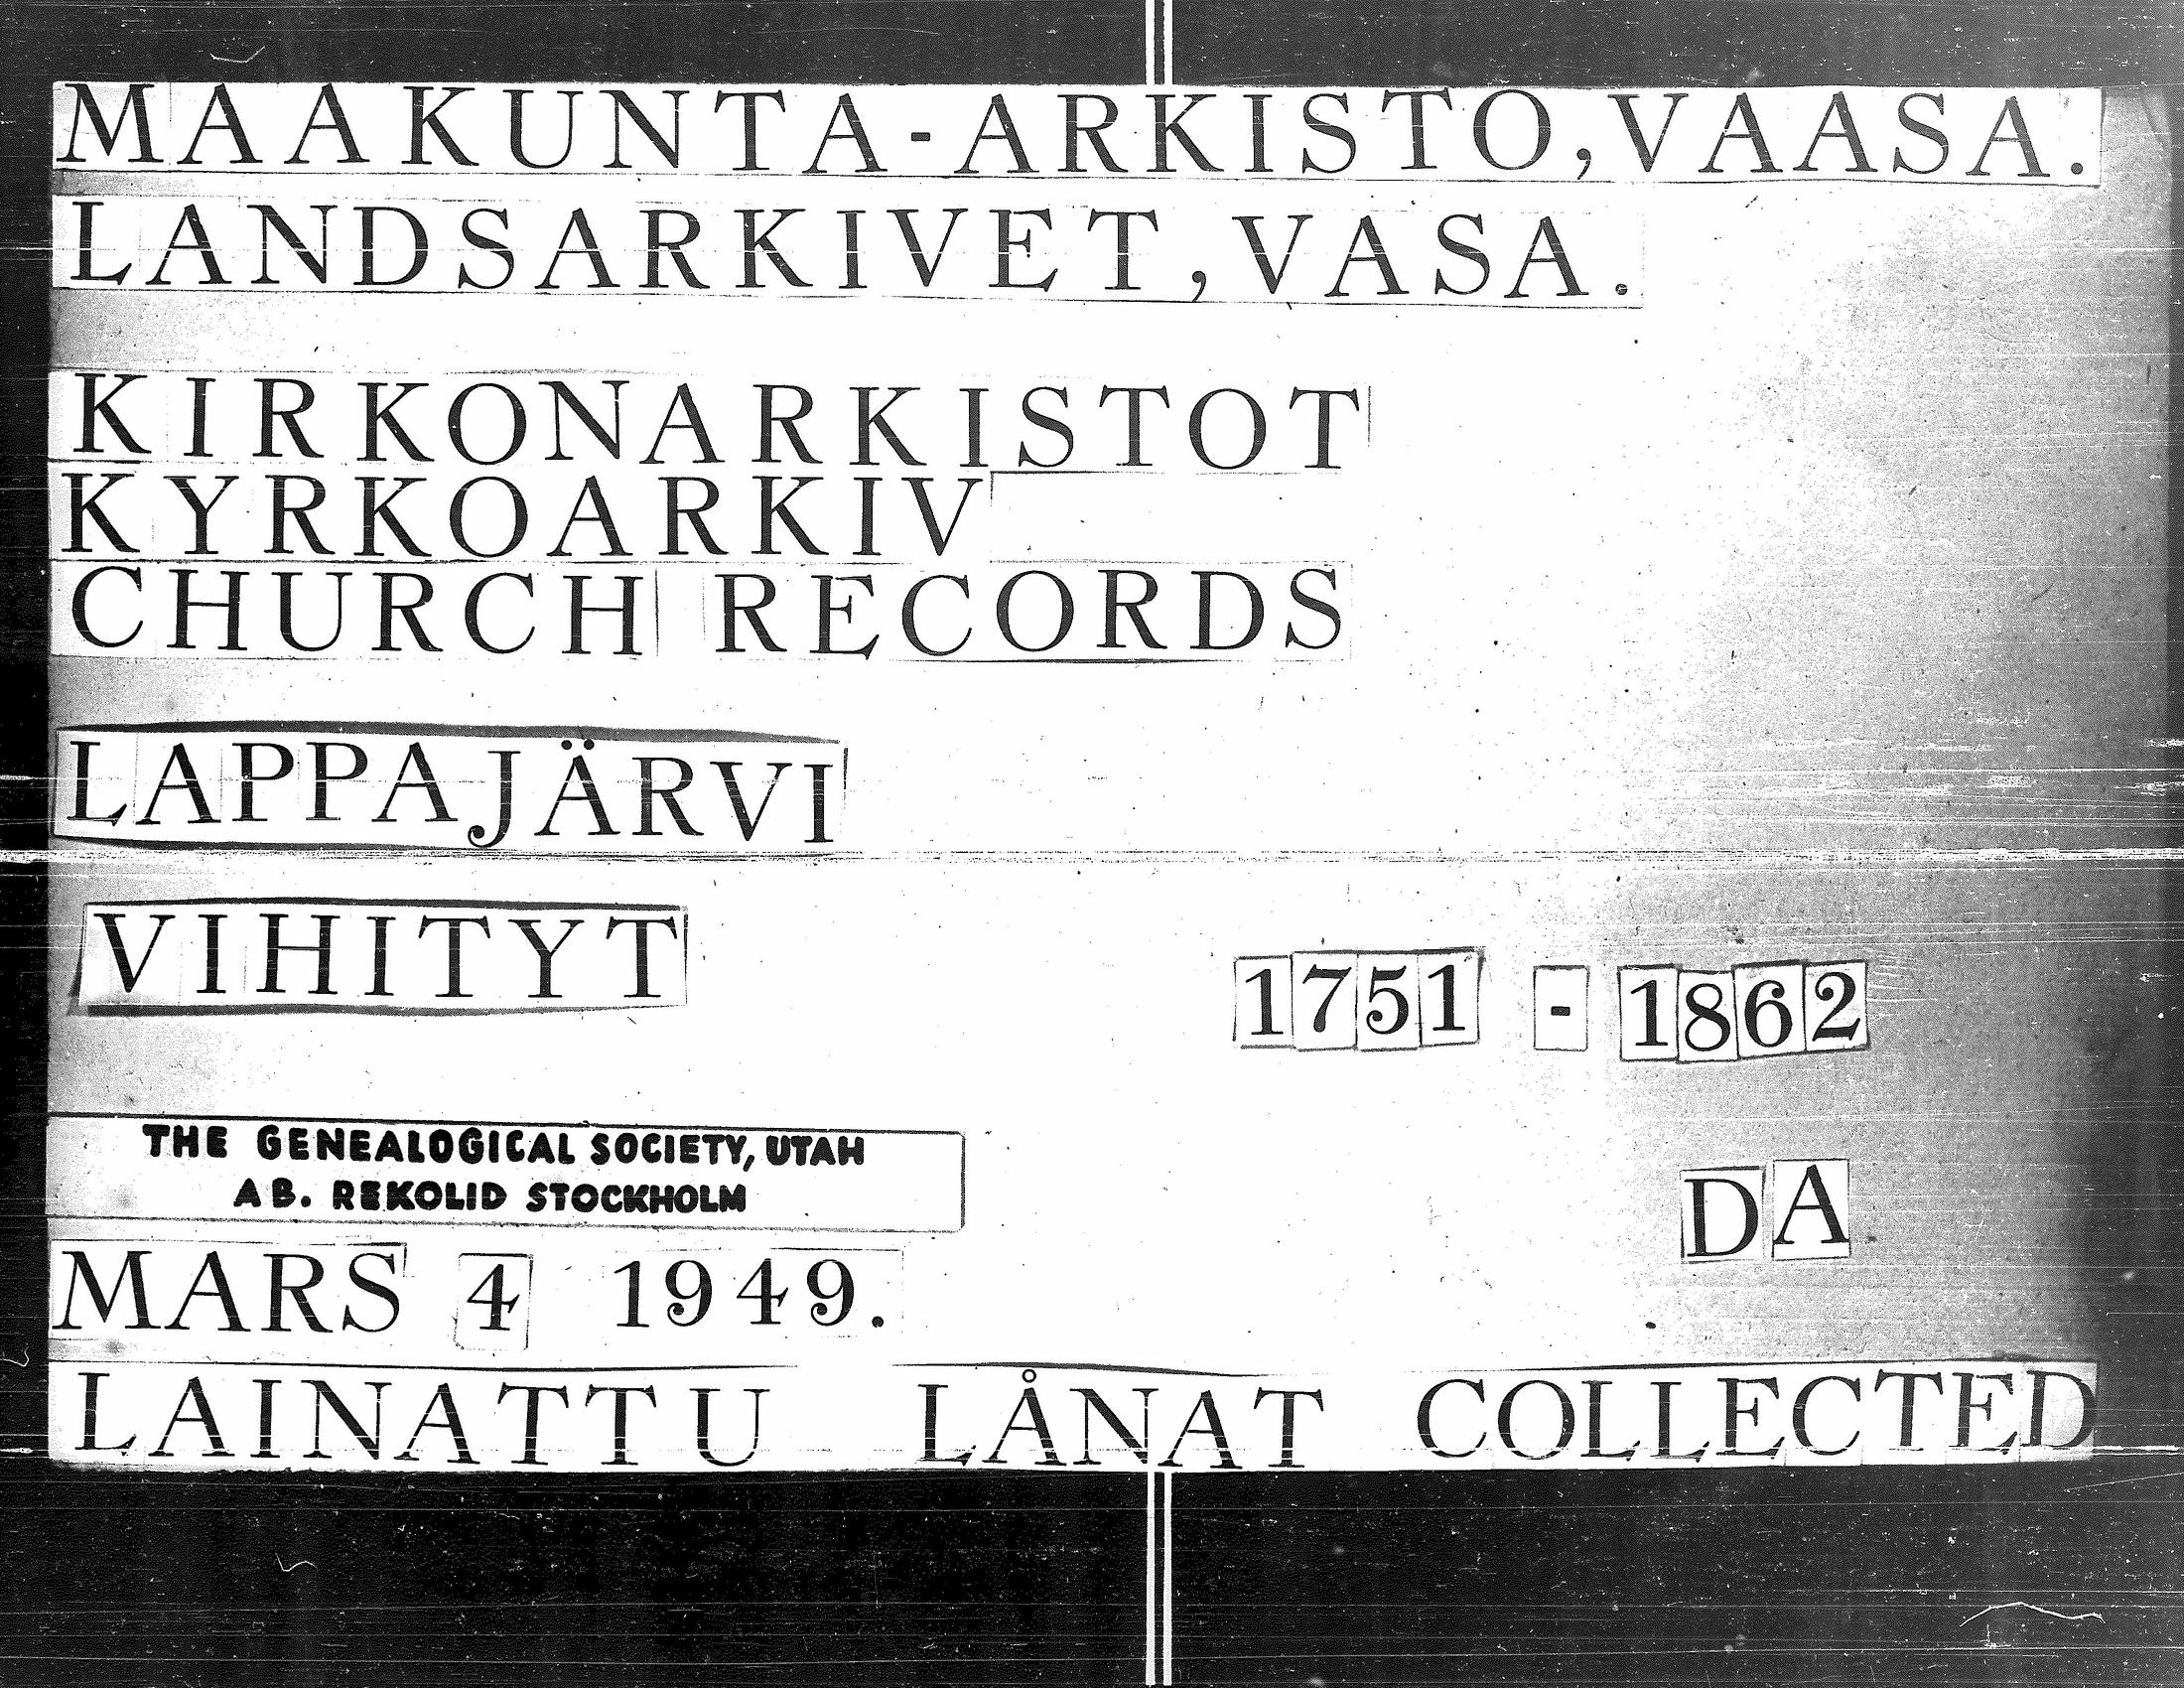 MAAKUNTA-ARKISTO, VAASA.
LANDSARKIVET, VASA.
KIRKONARKISTOT
KYRKOARKIV
CHURCH RECORDS
LAPPAJÄRVI
VIHITYT 1751 - 1862
THE GENEALOGICAL SOCIETY, UTAH
AB. REKOLID STOCKHOLM
DA
MARS 4 1949.
LAINATTU LÅNAT COLLECTED